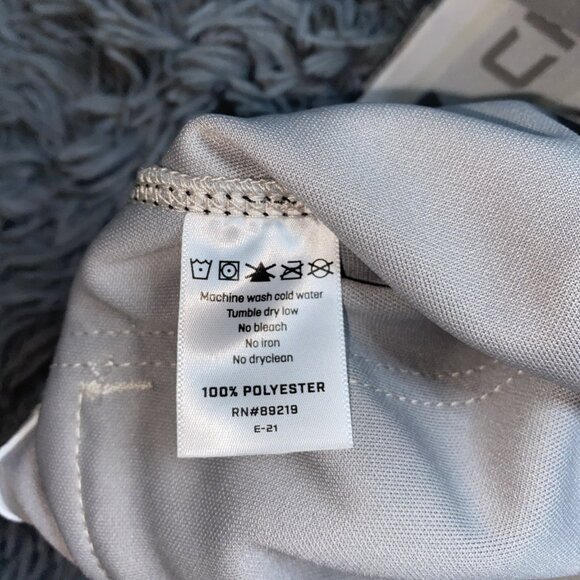 Machine wash cold water
Tumble dry low
No bleach
No iron
No dryclean
100% POLYESTER
RN#89219
E-21